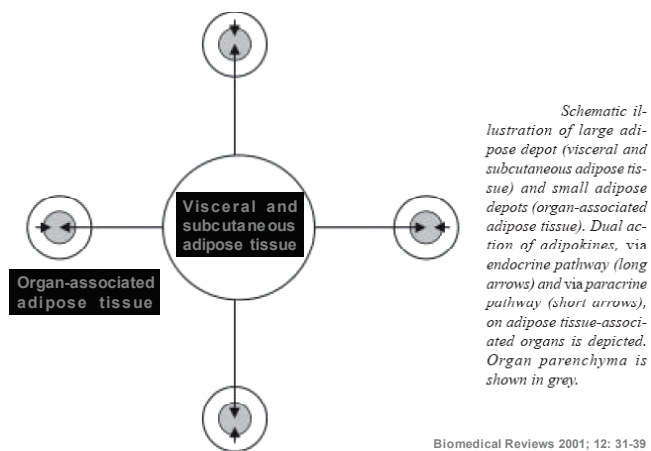 Visceral and
subcutaneous
adipose tissue
Organ-associated
adipose tissue
Schematic il-
lustration of large adi-
pose depot (visceral and
subcutaneous adipose tis-
sue) and small adipose
depots (organ-associated
adipose tissue). Dual ac-
tion of adipokines, via
endocrine pathway (long
arrows) and via paracrine
pathway (short arrows),
on adipose tissue-associ-
ated organs is depicted.
Organ parenchyma is
shown in grey.
Biomedical Reviews 2001; 12: 31-39